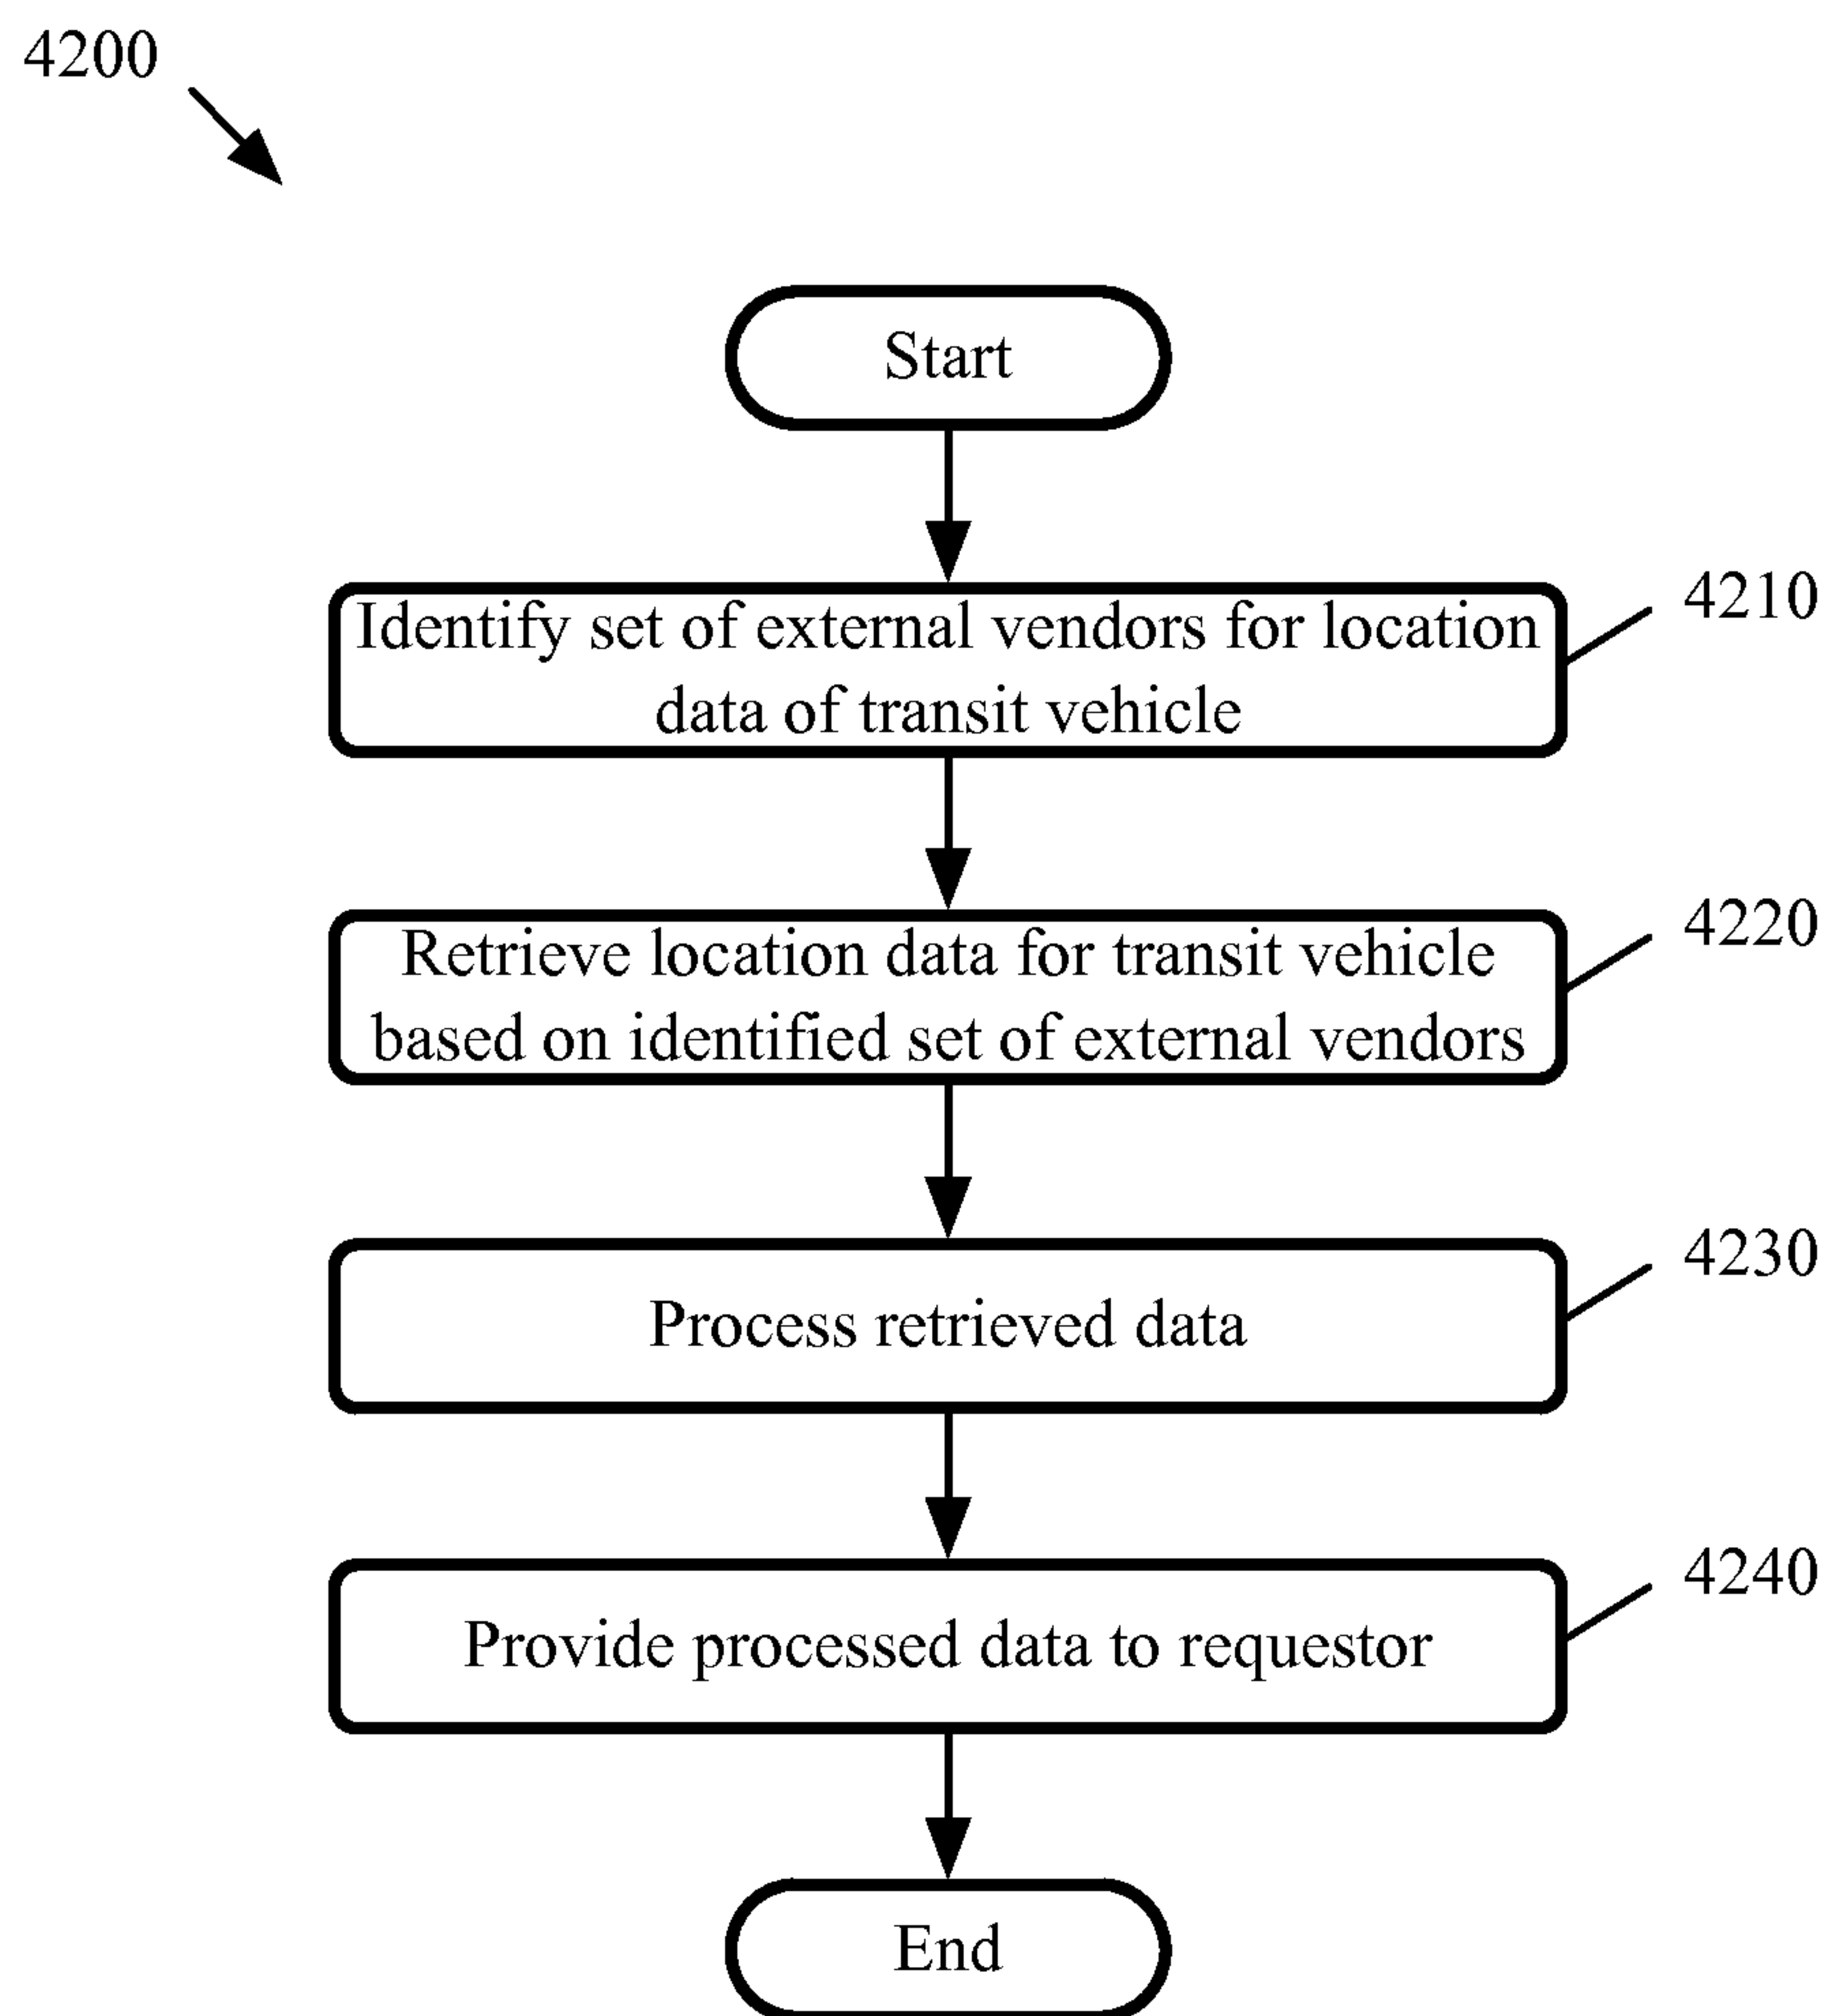 4200
Start
Identify set of external vendors for location
data of transit vehicle
4210
Retrieve location data for transit vehicle
based on identified set of external vendors
4220
Process retrieved data
4230
Provide processed data to requestor
4240
End